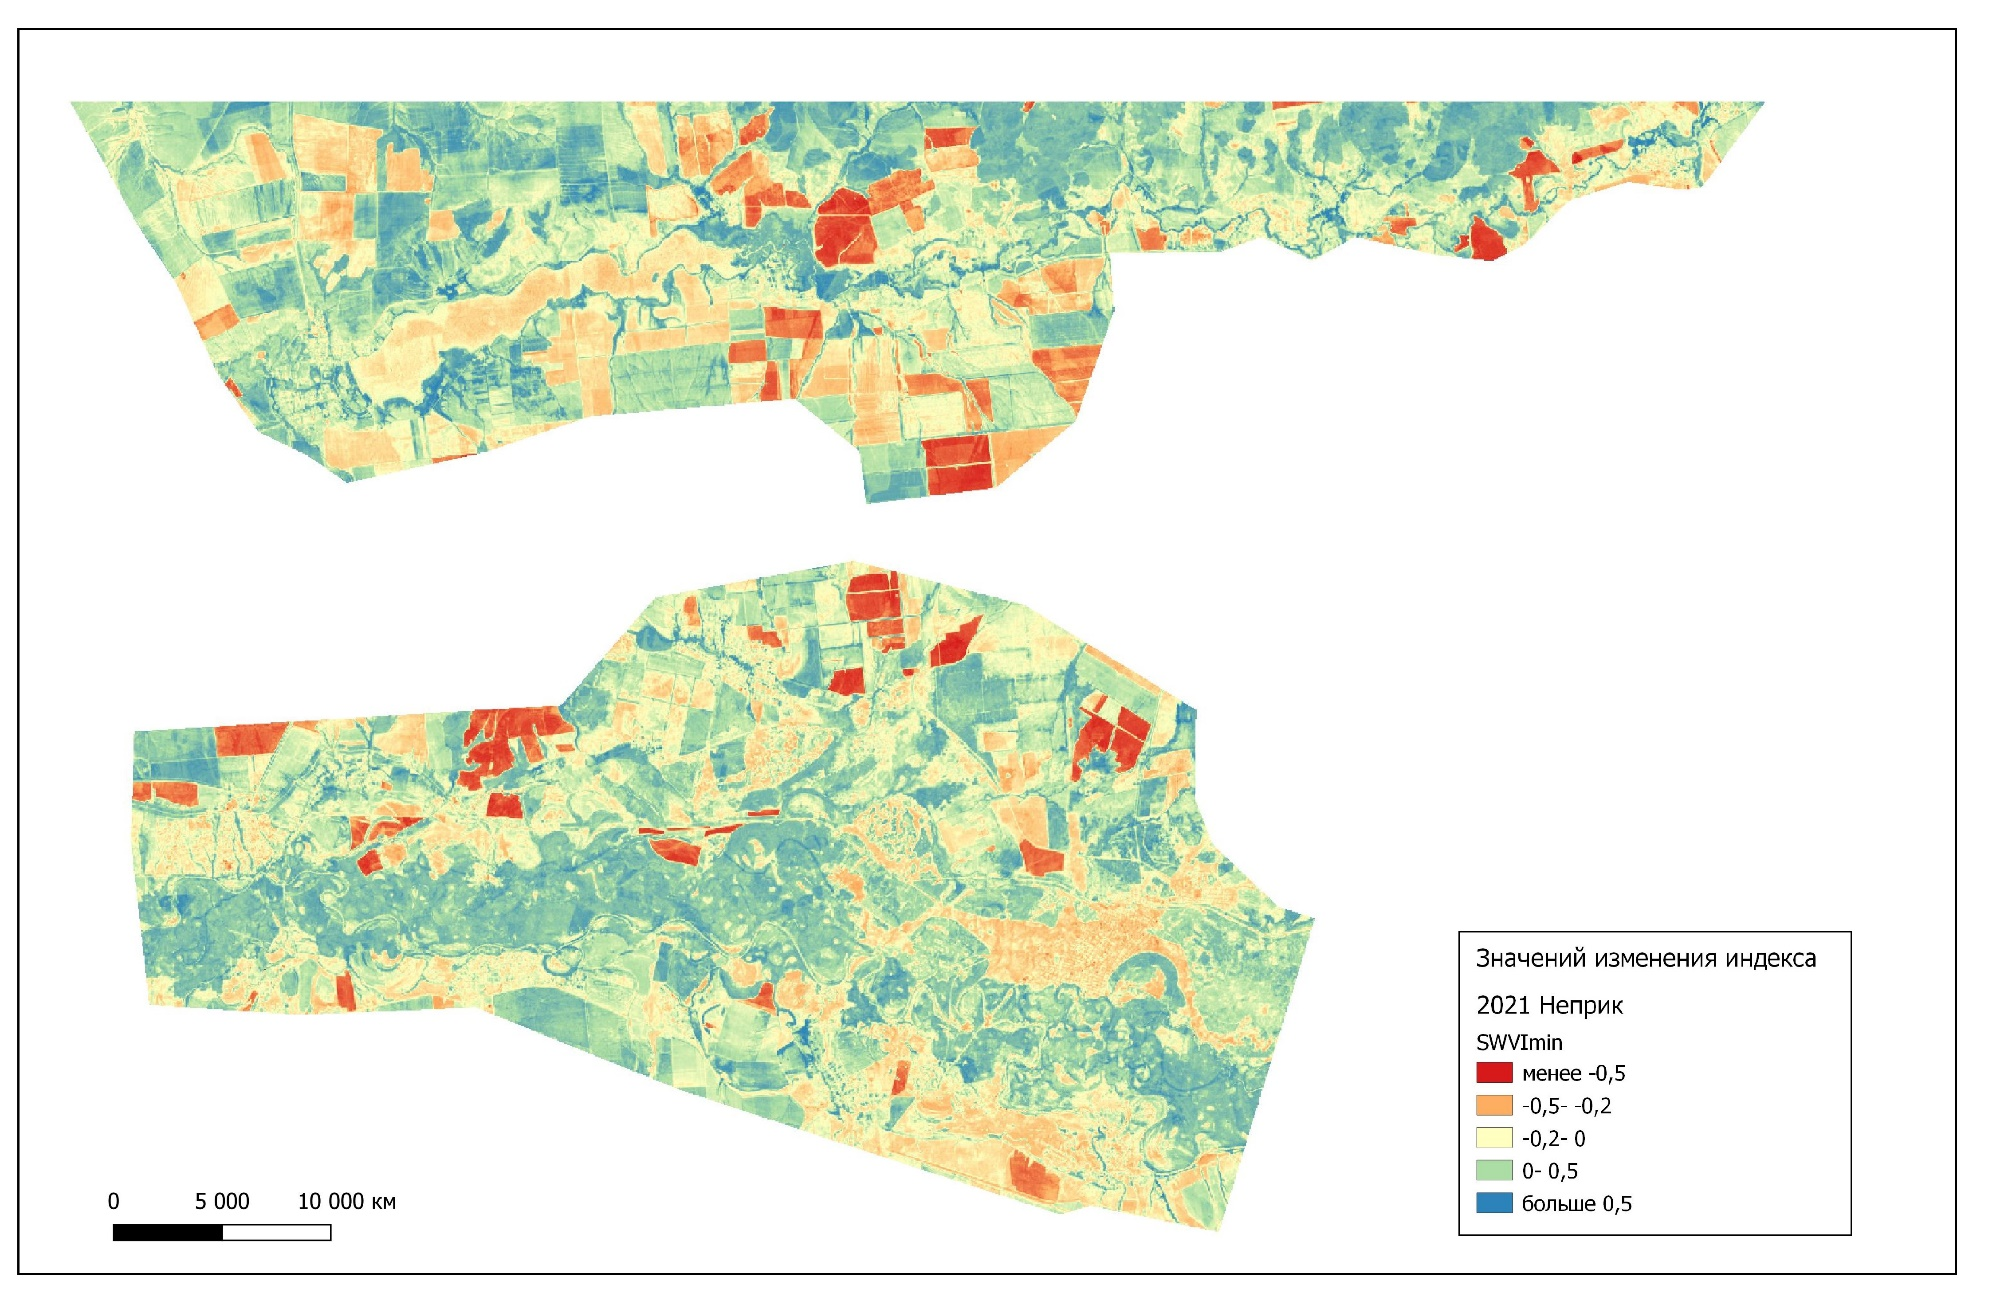 Значений изменения индекса
2021 Неприк
SWVImin
менее -0,5
-0,5- -0,2
-0,2- 0
0- 0,5
больше 0,5
0 5 000 10 000 км